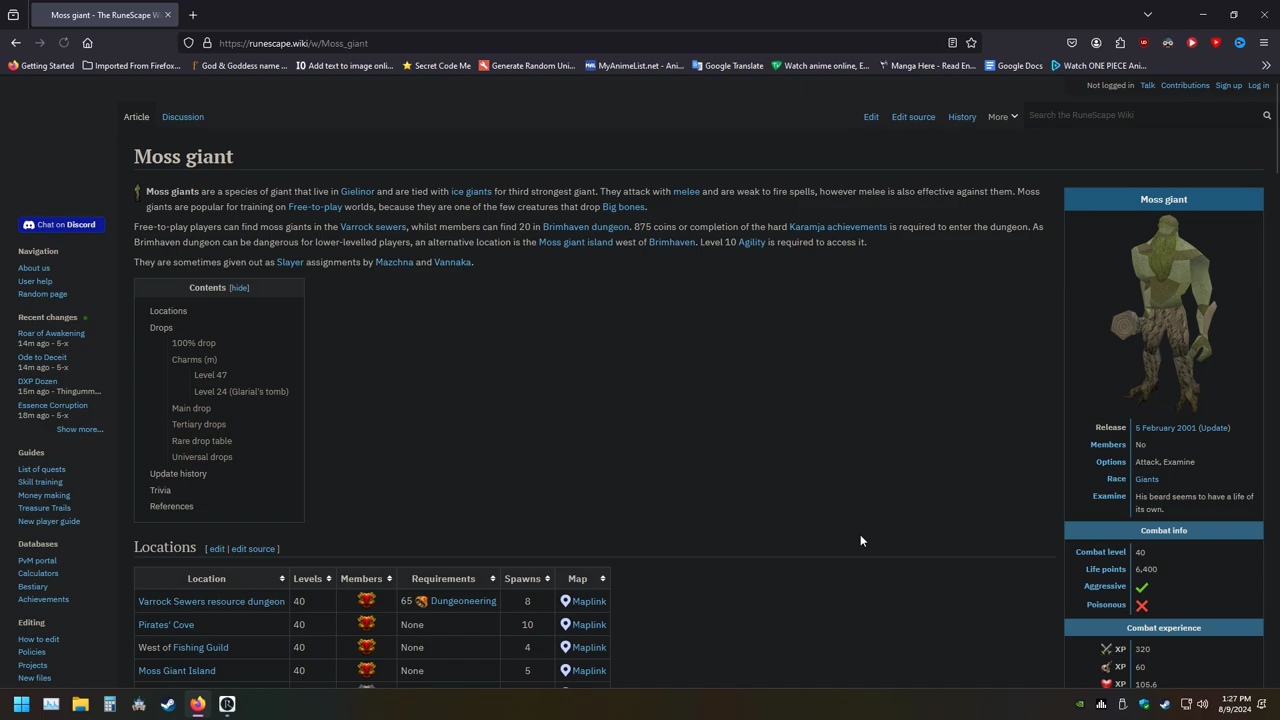 Moss giant - The RuneScape Wi
https://runescape.wiki/w/Moss_giant
Getting Started
Imported From Firefox...
God & Goddess name ...
Add text to image onli...
Secret Code Me
Generate Random Uni...
MyAnimeList.net - Ani...
Google Translate
Watch anime online, E...
Manga Here - Read En...
Google Docs
Watch ONE PIECE Ani...
Not logged in Talk Contributions Sign up Log in
Article Discussion Edit Edit source History More Search the RuneScape Wiki
Moss giant
Moss giants are a species of giant that live in Gielinor and are tied with ice giants for third strongest giant. They attack with melee and are weak to fire spells, however melee is also effective against them. Moss
giants are popular for training on Free-to-play worlds, because they are one of the few creatures that drop Big bones.
Free-to-play players can find moss giants in the Varrock sewers, whilst members can find 20 in Brimhaven dungeon. 875 coins or completion of the hard Karamja achievements is required to enter the dungeon. As
Brimhaven dungeon can be dangerous for lower-levelled players, an alternative location is the Moss giant island west of Brimhaven. Level 10 Agility is required to access it.
They are sometimes given out as Slayer assignments by Mazchna and Vannaka.
Chat on Discord
Navigation
About us
User help
Random page
Recent changes
Roar of Awakening
14m ago - 5-x
Ode to Deceit
14m ago - 5-x
DXP Dozen
15m ago - Thingumm...
Essence Corruption
18m ago - 5-x
Show more...
Guides
List of quests
Skill training
Money making
Treasure Trails
New player guide
Databases
PvM portal
Calculators
Bestiary
Achievements
Editing
How to edit
Policies
Projects
New files
Contents [hide]
Locations
Drops
100% drop
Charms (m)
Level 47
Level 24 (Glarial's tomb)
Main drop
Tertiary drops
Rare drop table
Universal drops
Update history
Trivia
References
Locations [ edit | edit source ]
Location Levels Members Requirements Spawns Map
Varrock Sewers resource dungeon 40 65 Dungeoneering 8 Maplink
Pirates' Cove 40 None 10 Maplink
West of Fishing Guild 40 None 4 Maplink
Moss Giant Island 40 None 5 Maplink
Moss giant
Release 5 February 2001 (Update)
Members No
Options Attack, Examine
Race Giants
Examine His beard seems to have a life of
its own.
Combat info
Combat level 40
Life points 6,400
Aggressive
Poisonous
Combat experience
XP 320
XP 60
XP 105.6
1:27 PM
8/9/2024